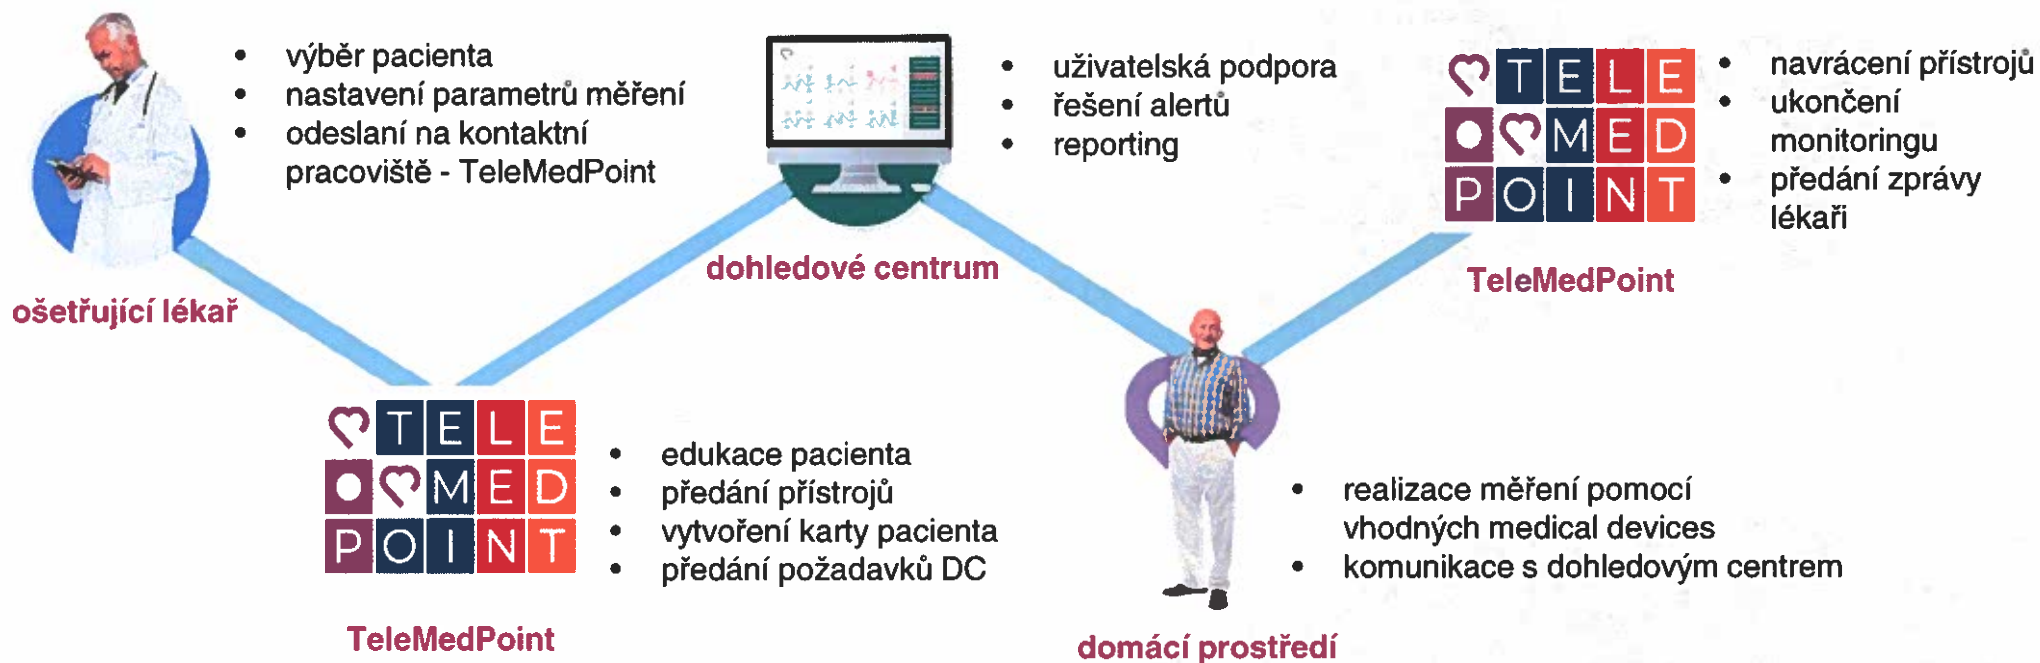 • výběr pacienta
• nastavení parametrů měření
• odeslaní na kontaktní
pracoviště - TeleMedPoint
ošetřující lékař
TELE
MED
POINT
TeleMedPoint
• edukace pacienta
• předání přístrojů
• vytvoření karty pacienta
• předání požadavků DC
• uživatelská podpora
• řešení alertů
• reporting
dohledové centrum
domácí prostředí
• realizace měření pomocí
vhodných medical devices
• komunikace s dohledovým centrem
TELE
MED
POINT
TeleMedPoint
• navrácení přístrojů
• ukončení
monitoringu
• předání zprávy
lékaři